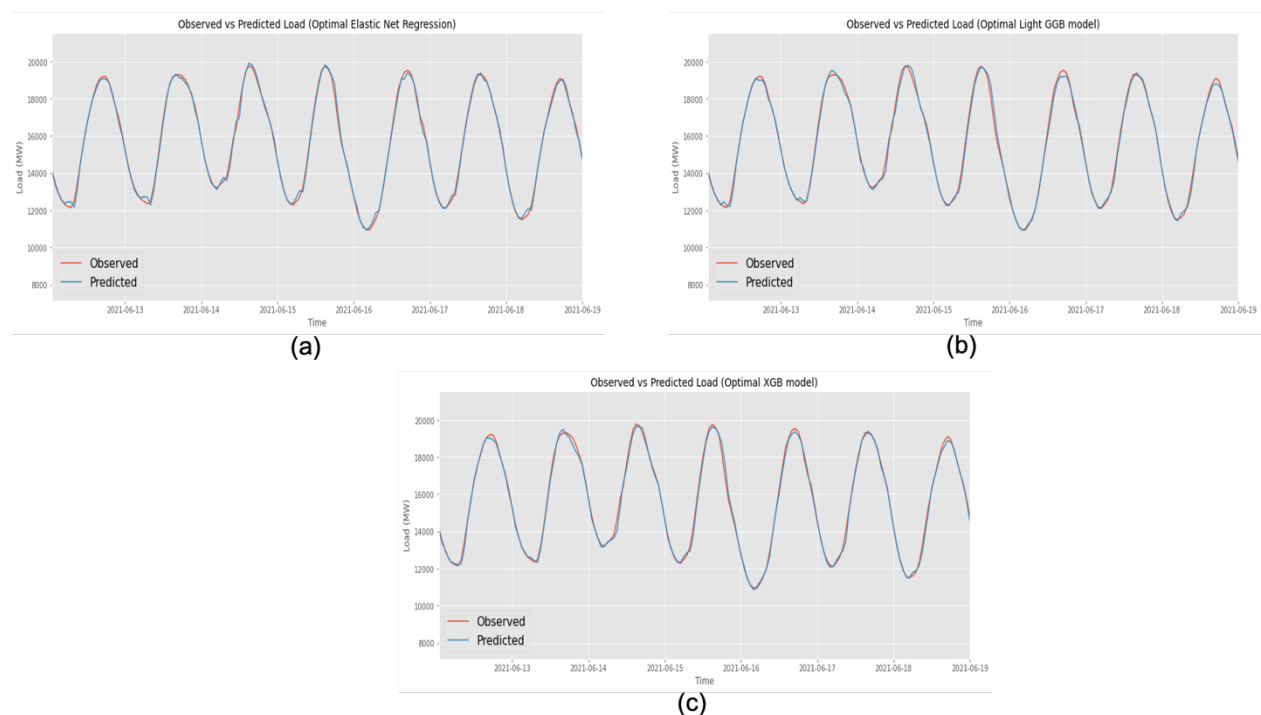 Observed vs Predicted Load (Optimal Elastic Net Regression)
20000
18000
16000
14000
12000
10000
8000
Load (MW)
Observed
Predicted
2021-06-13 2021-06-14 2021-06-15 2021-06-16 2021-06-17 2021-06-18 2021-06-19
Time
(a)
Observed vs Predicted Load (Optimal Light GGB model)
20000
18000
16000
14000
12000
10000
8000
Load (MW)
Observed
Predicted
2021-06-13 2021-06-14 2021-06-15 2021-06-16 2021-06-17 2021-06-18 2021-06-19
Time
(b)
Observed vs Predicted Load (Optimal XGB model)
20000
18000
16000
14000
12000
10000
8000
Load (MW)
Observed
Predicted
2021-06-13 2021-06-14 2021-06-15 2021-06-16 2021-06-17 2021-06-18 2021-06-19
Time
(c)